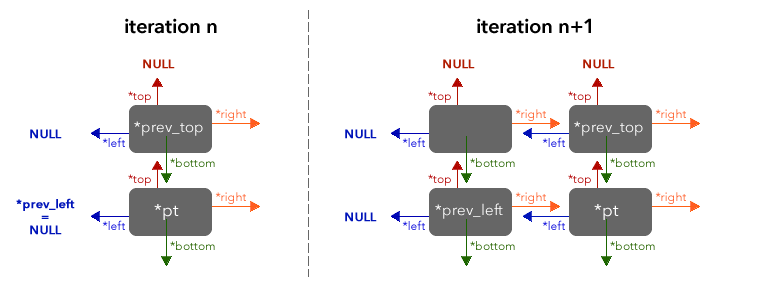 iteration n
iteration n+1
NULL
NULL
NULL
*top
*top
*top
*prev_top
*right
*right
*prev_top
*right
NULL
*left
NULL
*left
*left
*bottom
*bottom
*bottom
*top
*top
*top
*prev_left
=
NULL
*pt
*right
NULL
*prev_left
*right
*pt
*right
*left
*left
*left
*bottom
*bottom
*bottom